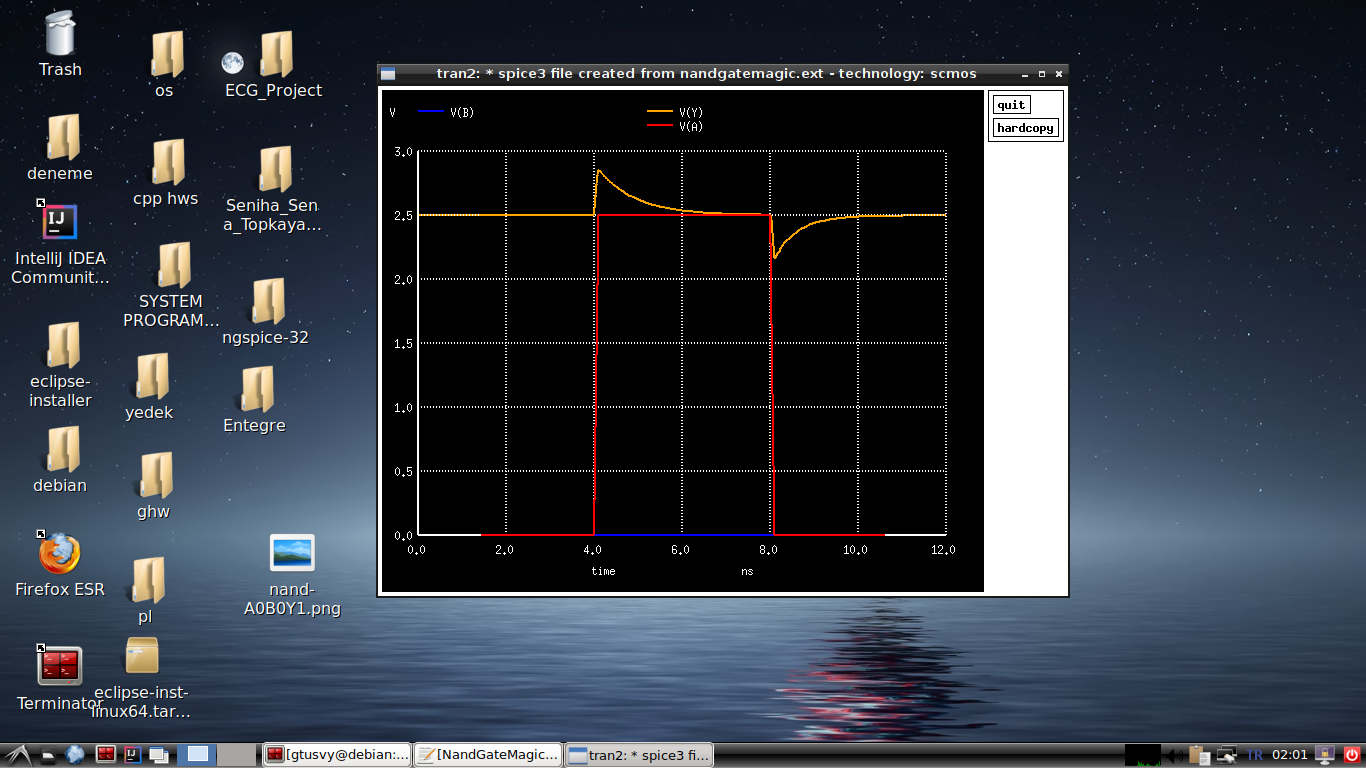 Trash
os
ECG_Project
deneme
cpp hws
Seniha_Sen
a_Topkaya...
IJ
IntelliJ IDEA
Communit...
SYSTEM
PROGRAM...
ngspice-32
eclipse-
installer
yedek
Entegre
debian
ghw
Firefox ESR
pl
nand-
A0B0Y1.png
Terminator
eclipse-inst-
linux64.tar...
tran2: * spice3 file created from nandgatemagic.ext - technology: scmos
quit
hardcopy
V
V(B)
V(Y)
V(A)
3.0
2.5
2.0
1.5
1.0
0.5
0.0
0.0 2.0 4.0 6.0 8.0 10.0 12.0
time ns
IJ
[gtusvy@debian:...
[NandGateMagic...
tran2: * spice3 fi...
TR
02:01